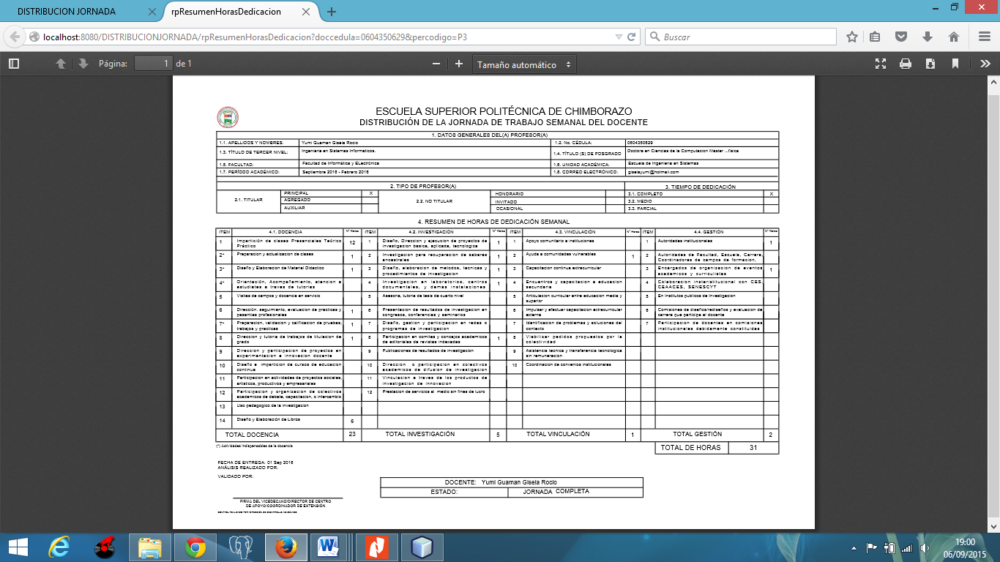 DISTRIBUCION JORNADA
rpResumenHorasDedicacion
localhost:8080/DISTRIBUCIONJORNADA/rpResumenHorasDedicacion?doccedula=0604350629&percodigo=P3
Buscar
Página: 1 de 1
Tamaño automático
ESCUELA SUPERIOR POLITÉCNICA DE CHIMBORAZO
DISTRIBUCIÓN DE LA JORNADA DE TRABAJO SEMANAL DEL DOCENTE
1. DATOS GENERALES DEL(A) PROFESOR(A)
1.1. APELLIDOS Y NOMBRES: Yumi Guaman Gisela Rocio 1.2. No. CÉDULA: 0604350629
1.3. TÍTULO DE TERCER NIVEL: Ingenieria en Sistemas Informaticos. 1.4. TÍTULO (S) DE POSGRADO Doctora en Ciencias de la Computacion Master ...fisica
1.5. FACULTAD: Facultad de Informática y ELectrónica 1.6. UNIDAD ACADÉMICA: Escuela de Ingenieria en Sistemas
1.7. PERÍODO ACADÉMICO: Septiembre 2016 - Febrero 2016 1.8. CORREO ELECTRÓNICO: giselayumi@hotmail.com
2. TIPO DE PROFESOR(A) 3. TIEMPO DE DEDICACIÓN
2.1. TITULAR PRINCIPAL X 2.2. NO TITULAR HONORARIO 3.1. COMPLETO X
AGREGADO INVITADO 3.2. MEDIO
AUXILIAR OCASIONAL 3.3. PARCIAL
4. RESUMEN DE HORAS DE DEDICACIÓN SEMANAL
ITEM 4.1. DOCENCIA N° Horas ITEM 4.2. INVESTIGACIÓN N° Horas ITEM 4.3. VINCULACIÓN N° Horas ITEM 4.4. GESTIÓN N° Horas
1 Impartición de clases Presenciales Teórico Práctico 12 1 Diseño, Direccion y ejecucion de proyectos de investigacion basica, aplicada, tecnologica 1 1 Apoyo comunitario a instituciones 1 Autoridades institucionales 1
2* Preparacion y actualizacion de clases 1 2 Investigacion para recuperacion de saberes ancestrales 1 2 Ayuda a comunidades vulnerables 1 2 Autoridades de Facultad, Escuela, Carrera, Coordinadores de campos de formacion,
3* Diseño y Elaboracion de Material Didactico 1 3 Diseño, elaboracion de metodos, tecnicas y procedimientos de investigacion 1 3 Capacitacion continua extracurricular 3 Encargados de organizacion de eventos academicos y curriculistas 1
4* Orientación, Acompañamiento, atencion a estudiates a traves de tutorias 1 4 Investigacion en laboratorios, centros documentales, y demas instalaciones 1 4 Encuentros y capacitacion a educacion secundaria 4 Colaboracion insteristitucional con CES, CEAACES, SENESCYT
5 Visitas de campos y docencia en servicio 5 Asesoria, tutoria de tesis de cuarto nivel 5 Articulacion curricular entre educacion media y superior 5 En Institutos publicos de Investigacion
6 Dirección, seguimiento, evaluacion de practicas y pasantias profesionales 1 6 Presentacion de resultados de investigacion en congresos, conferencias y seminarios 6 Impulsar y efectuar capacitacion extracurricular externa 6 Comisiones de diseños/rediseños y evaluacion de carrera que participa el docente
7* Preparacion, validacion y calificacion de pruebas, trabajos y practicas 1 7 Diseño, gestion y participacion en redes o programas de investigacion 7 Identificacion de problemas y soluciones del contexto 7 Participacion de docentes en comisiones institucionales debidamente constituidas
8 Direccion y tutoria de trabajos de titulacion de grado 1 8 Participacion en comites y concejos academicos de editoriales de revistas indexadas 1 8 Viabilizar pedidos propuestos por la colectividad
9 Direccion y participacion de proyectos en experimentacion e innovacion docente 9 Publicaciones de resultados de investigacion 9 Asistencia tecnica y transferencia tecnologica sin remuneracion
10 Diseño e imparticion de cursos de educacion continua 10 Direccion o participacion en colectivos academicos de difusion de investigacion 10 Coordinacion de convenios institucionales
11 Participacion en actividades de proyectos sociales, artisticos, productivos y empresariales 11 Vinculacion a traves de los productos de investigacion de innovacion
12 Participacion y organizacion de colectivos academicos de debate, capacitacion, o intercambio 12 Prestacion de servicios al medio sin fines de lucro
13 Uso pedagogico de la investigacion
14 Diseño y Elaboración de Libros 6
TOTAL DOCENCIA 23 TOTAL INVESTIGACIÓN 5 TOTAL VINCULACIÓN 1 TOTAL GESTIÓN 2
(*) Actividades Indispensables de la docencia
TOTAL DE HORAS 31
FECHA DE ENTREGA: 01 Sep 2016
ANÁLISIS REALIZADO POR:
VALIDADO POR:
DOCENTE: Yumi Guaman Gisela Rocio
ESTADO: JORNADA COMPLETA
FIRMA DEL VICEDECANO/DIRECTOR DE CENTRO
DE APOYO/COORDINADOR DE EXTENSIÓN
19:00
06/09/2015